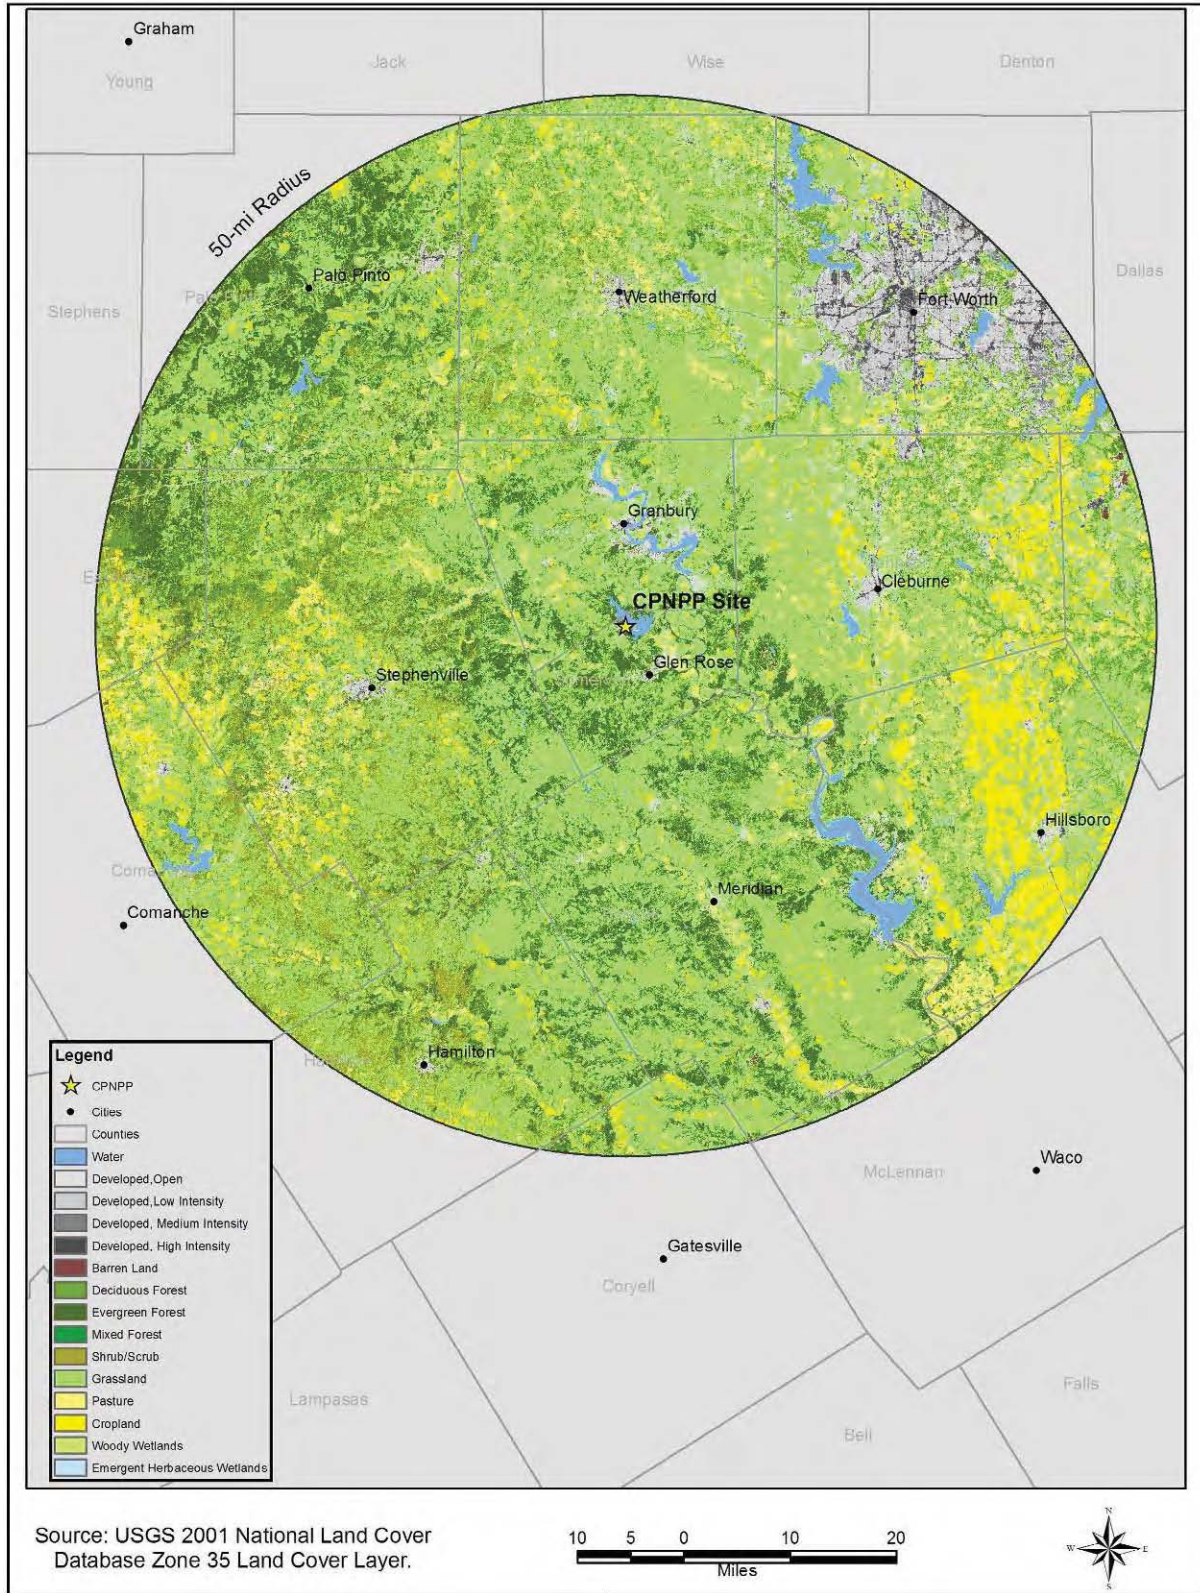 Graham
Young
Jack
Wise
Denton
50-mi Radius
Palo Pinto
Weatherford
Fort Worth
Dallas
Stephens
Granbury
CPNPP Site
Cleburne
Glen Rose
Stephenville
Hillsboro
Meridian
Comanche
Hamilton
McLennan
Waco
Gatesville
Coryell
Lampasas
Falls
Bell
Legend
CPNPP
Cities
Counties
Water
Developed,Open
Developed,Low Intensity
Developed, Medium Intensity
Developed, High Intensity
Barren Land
Deciduous Forest
Evergreen Forest
Mixed Forest
Shrub/Scrub
Grassland
Pasture
Cropland
Woody Wetlands
Emergent Herbaceous Wetlands
Source: USGS 2001 National Land Cover
Database Zone 35 Land Cover Layer.
10 5 0 10 20
Miles
N
W E
S